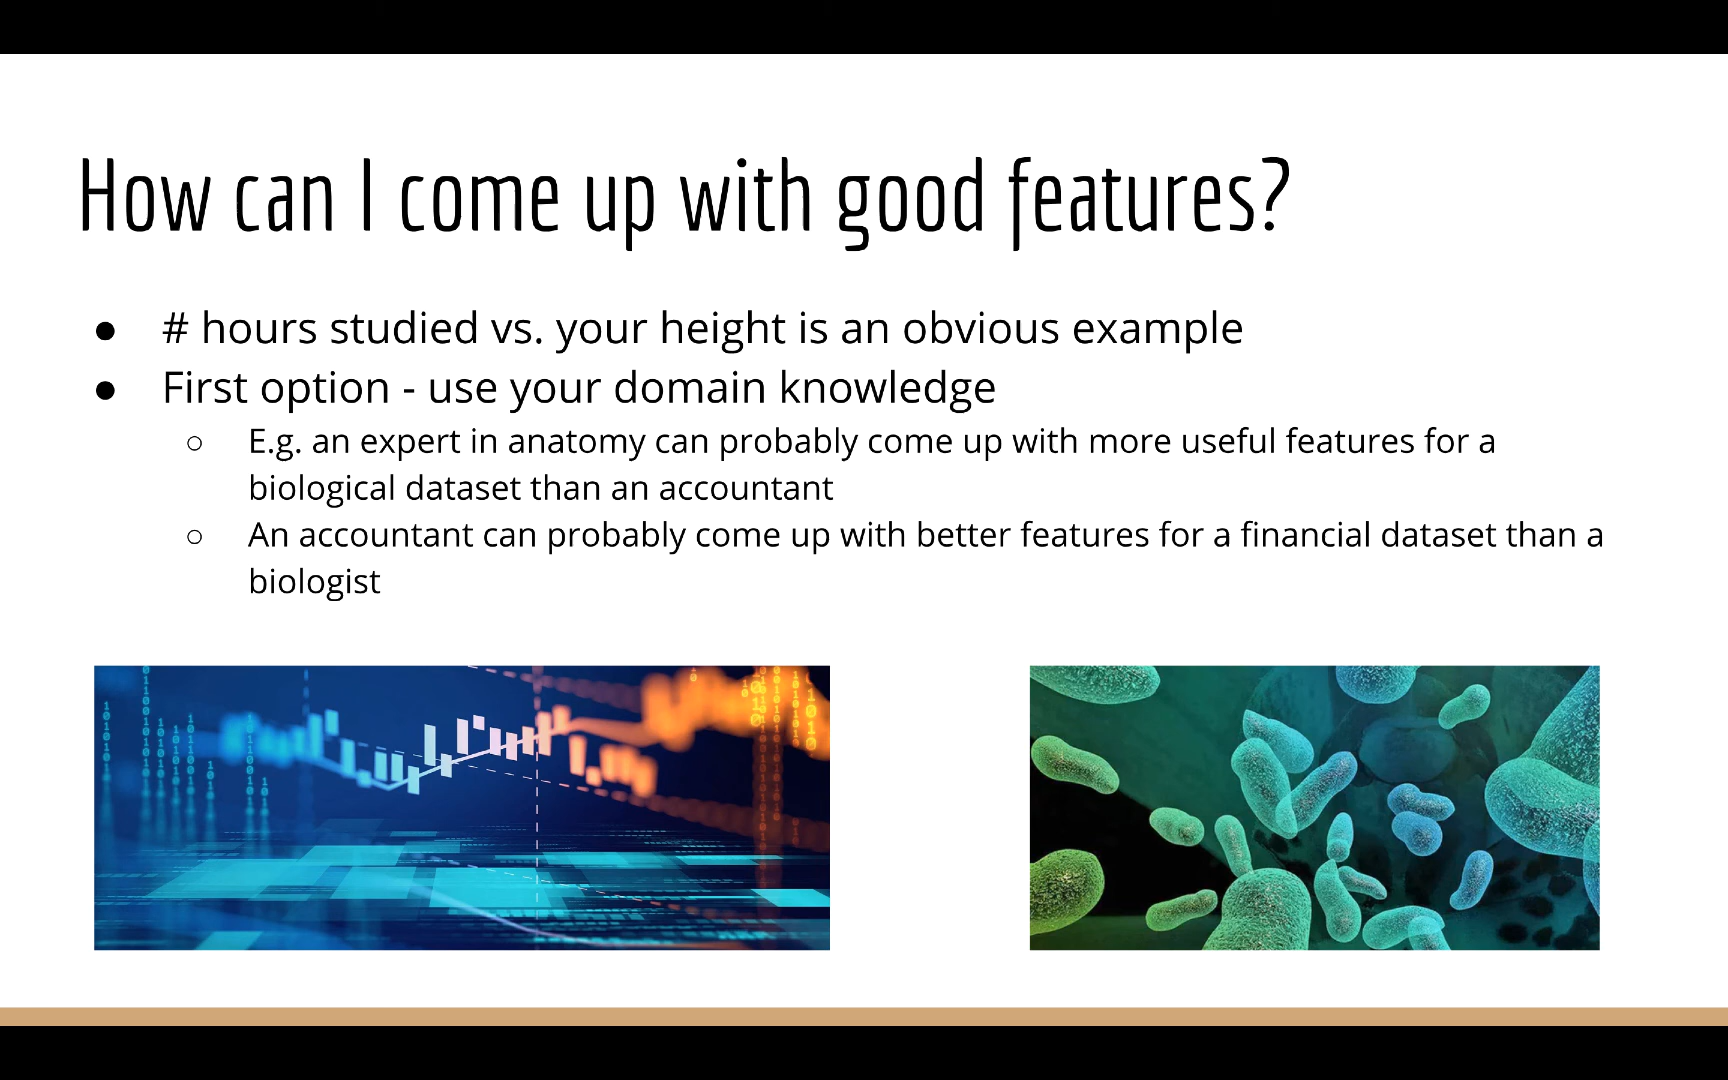 How can I come up with good features?
● # hours studied vs. your height is an obvious example
● First option - use your domain knowledge
○ E.g. an expert in anatomy can probably come up with more useful features for a
biological dataset than an accountant
○ An accountant can probably come up with better features for a financial dataset than a
biologist